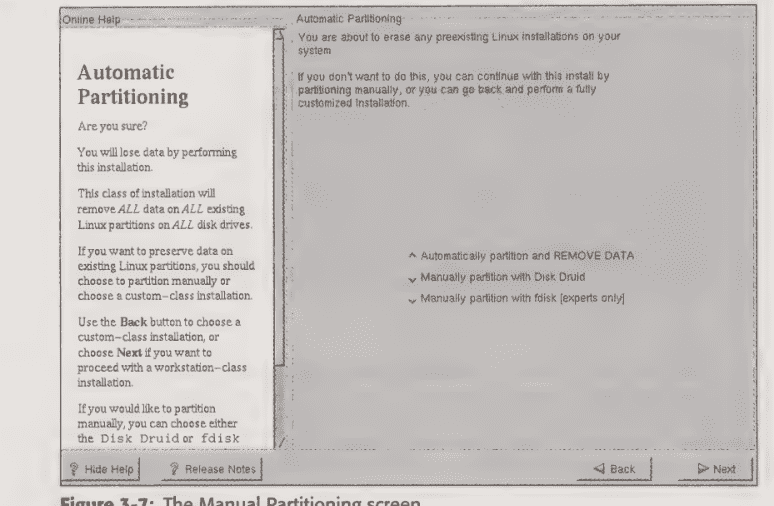 Online Help
Automatic
Partitioning
Are you sure?
You will lose data by performing
this installation.
This class of installation will
remove ALL data on ALL existing
Linux partitions on ALL disk drives.
If you want to preserve data on
existing Linux partitions, you should
choose to partition manually or
choose a custom-class installation.
Use the Back button to choose a
custom-class installation, or
choose Next if you want to
proceed with a workstation-class
installation.
If you would like to partition
manually, you can choose either
the Disk Druid or fdisk
Automatic Partitioning
You are about to erase any preexisting Linux installations on your
system
If you don't want to do this, you can continue with this install by
partitioning manually, or you can go back and perform a fully
customized installation.
Automatically partition and REMOVE DATA
Manually partition with Disk Druid
Manually partition with fdisk [experts only]
Hide Help
Release Notes
Back
Next
Figure 3-7: The Manual Partitioning screen